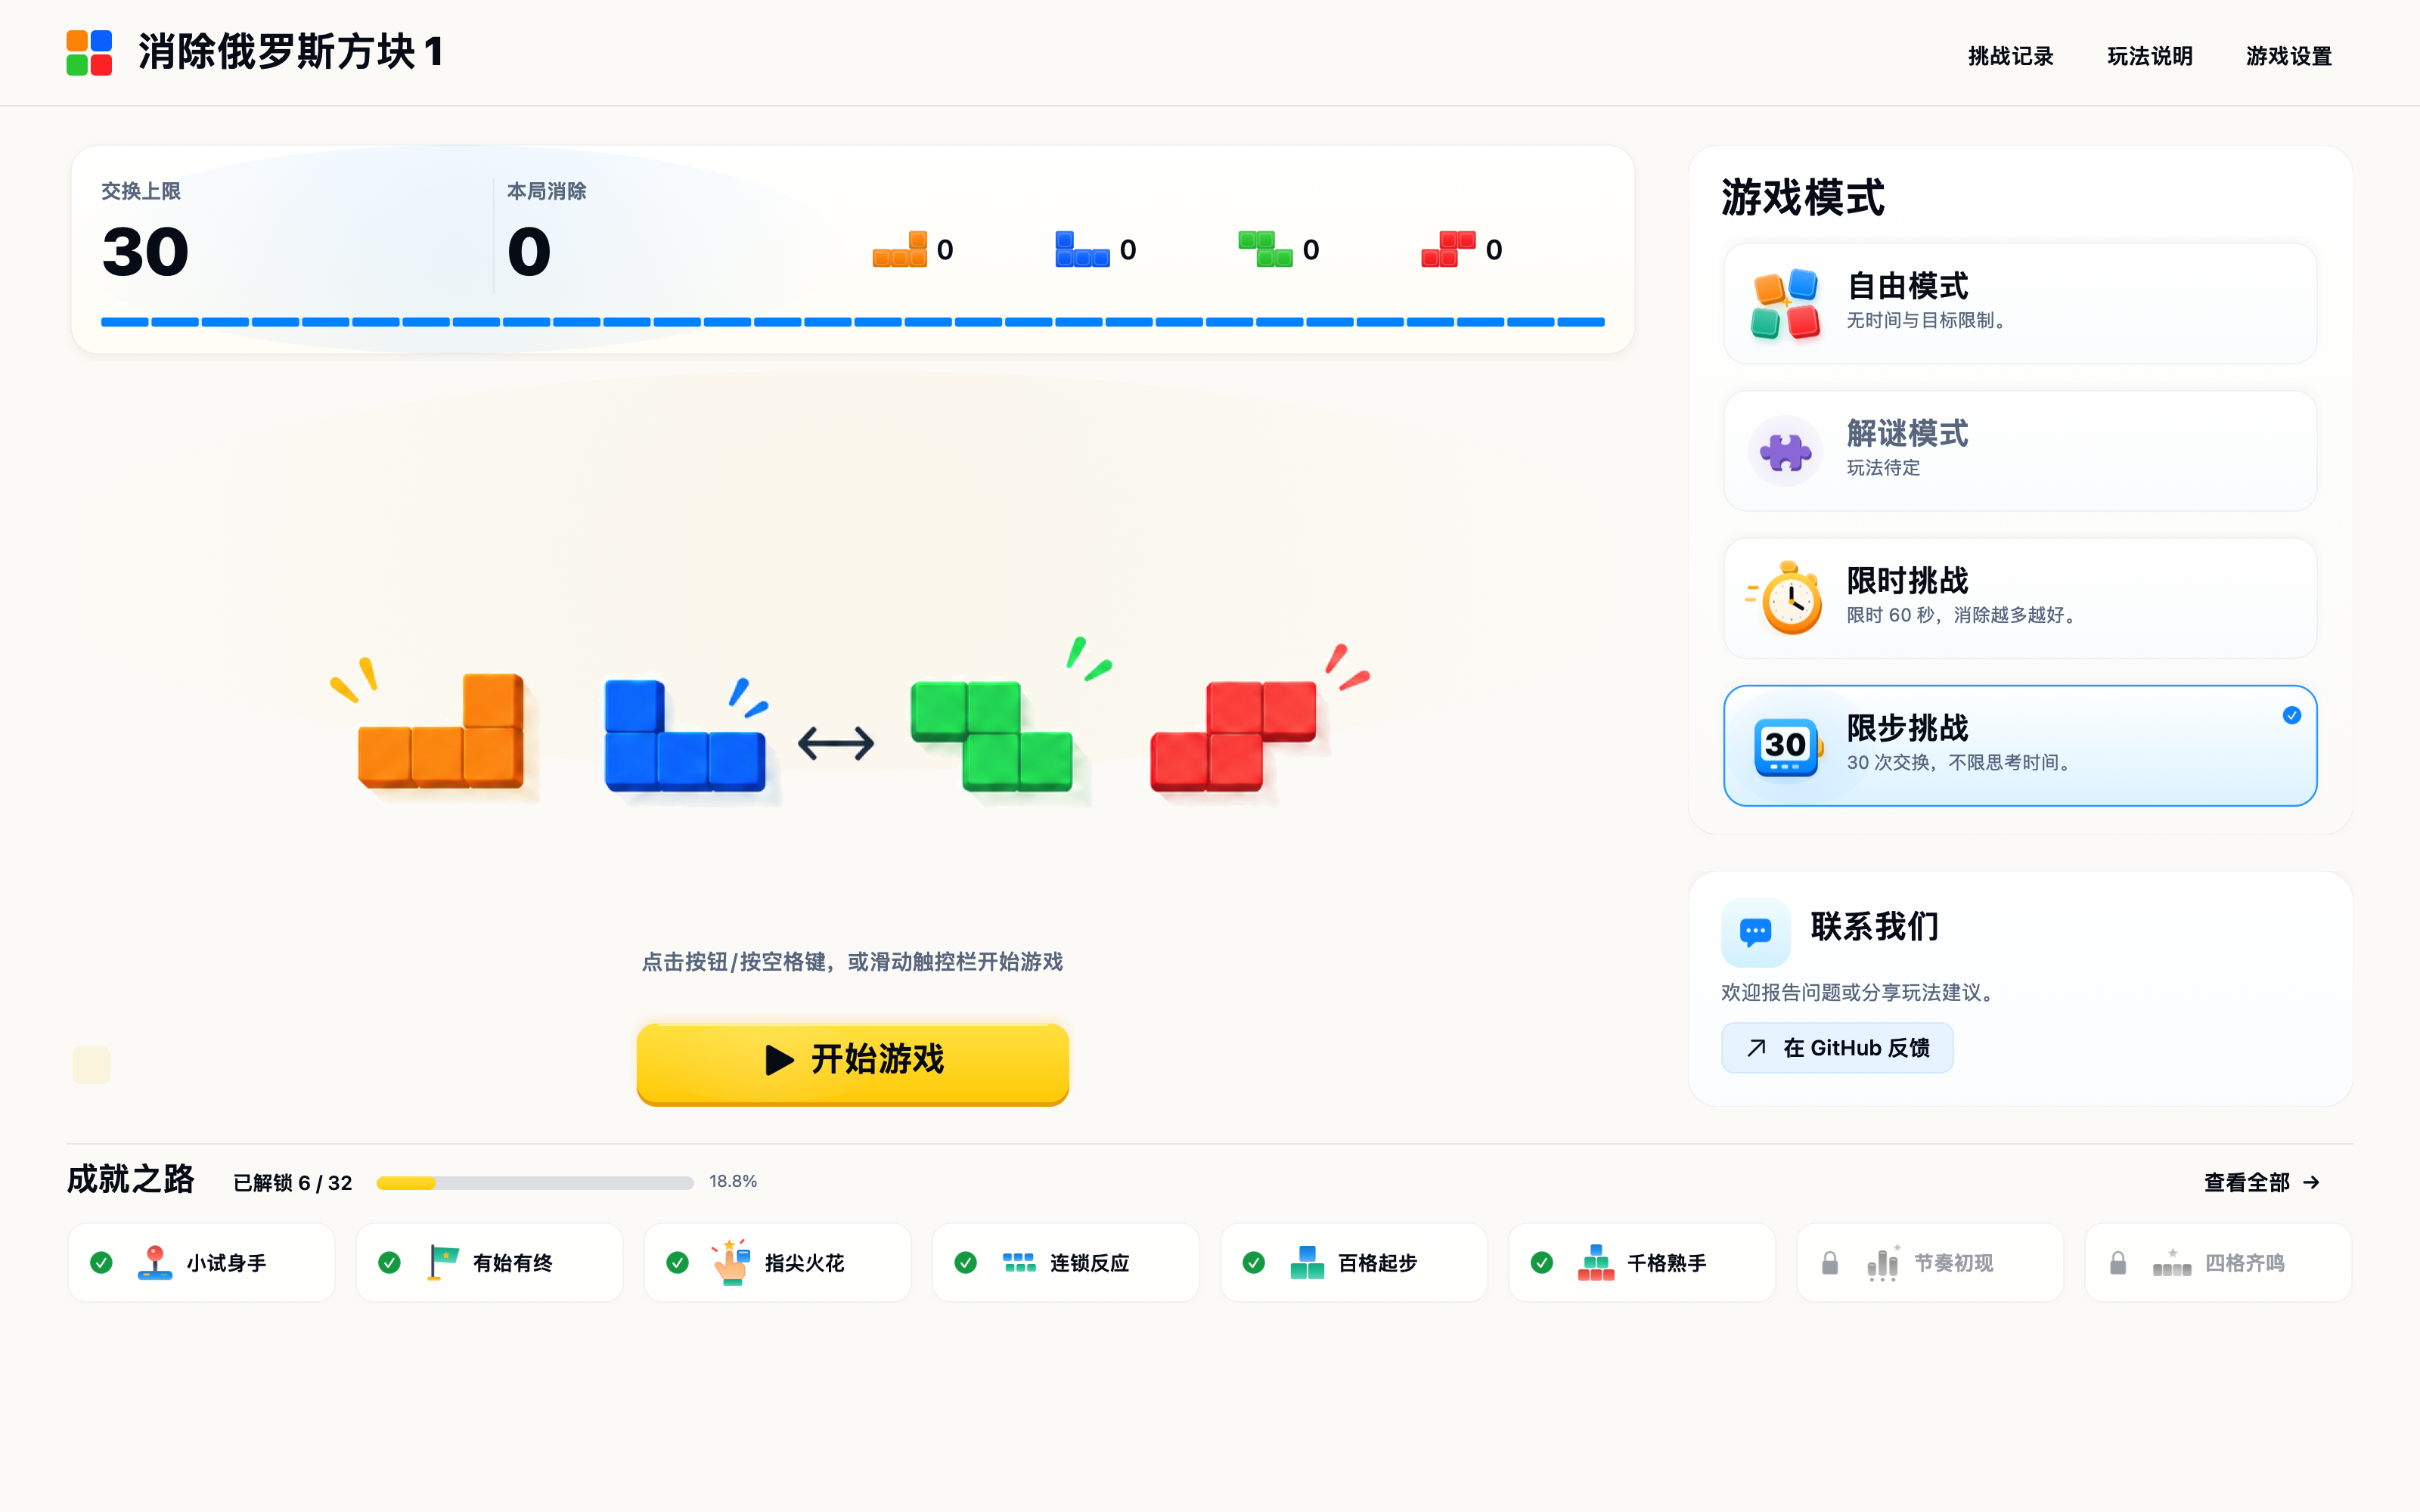 消除俄罗斯方块 1
挑战记录 玩法说明 游戏设置
交换上限
30
本局消除
0
0 0 0 0
游戏模式
自由模式
无时间与目标限制。
解谜模式
玩法待定
限时挑战
限时 60 秒，消除越多越好。
30
限步挑战
30 次交换，不限思考时间。
点击按钮/按空格键，或滑动触控栏开始游戏
开始游戏
联系我们
欢迎报告问题或分享玩法建议。
在 GitHub 反馈
成就之路 已解锁 6 / 32 18.8% 查看全部 →
小试身手 有始有终 指尖火花 连锁反应 百格起步 千格熟手 节奏初现 四格齐鸣